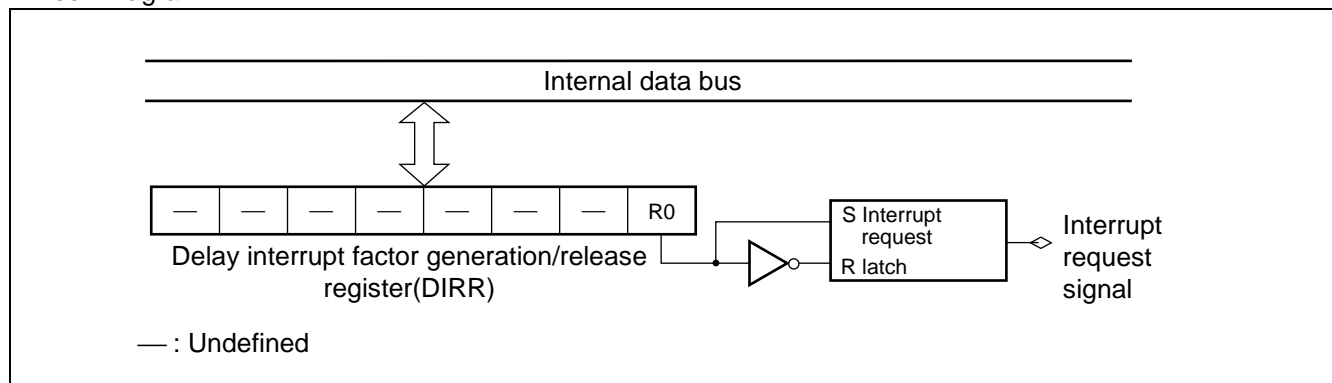 Internal data bus
— — — — — — — R0
S Interrupt
request
R latch
Interrupt
request
signal
Delay interrupt factor generation/release
register(DIRR)
— : Undefined